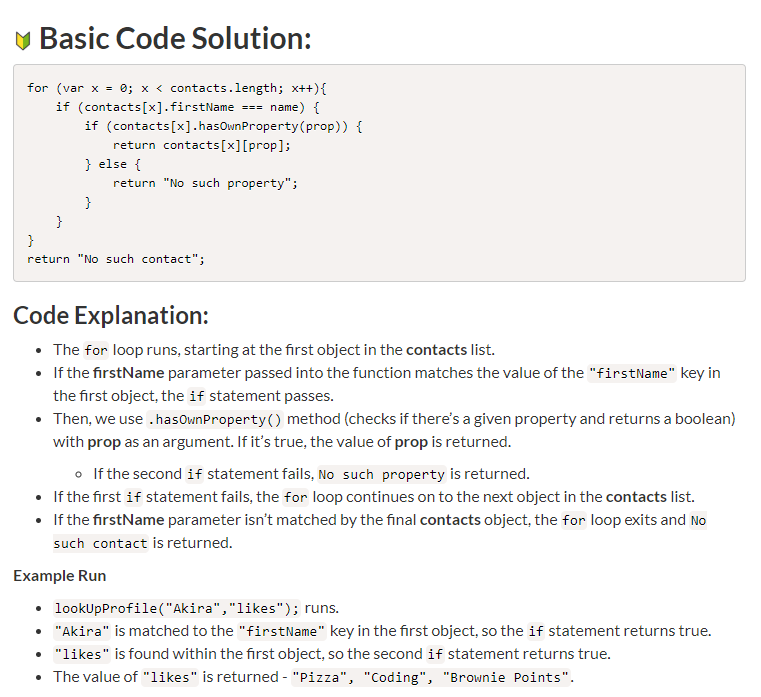 Basic Code Solution:
for (var x = 0; x < contacts.length; x++){
    if (contacts[x].firstName === name) {
        if (contacts[x].hasOwnProperty(prop)) {
            return contacts[x][prop];
        } else {
            return "No such property";
        }
    }
}
return "No such contact";
Code Explanation:
• The for loop runs, starting at the first object in the contacts list.
• If the firstName parameter passed into the function matches the value of the "firstName" key in
the first object, the if statement passes.
• Then, we use .hasOwnProperty() method (checks if there's a given property and returns a boolean)
with prop as an argument. If it's true, the value of prop is returned.
◦ If the second if statement fails, No such property is returned.
• If the first if statement fails, the for loop continues on to the next object in the contacts list.
• If the firstName parameter isn't matched by the final contacts object, the for loop exits and No
such contact is returned.
Example Run
• lookUpProfile("Akira","likes"); runs.
• "Akira" is matched to the "firstName" key in the first object, so the if statement returns true.
• "likes" is found within the first object, so the second if statement returns true.
• The value of "likes" is returned - "Pizza", "Coding", "Brownie Points".